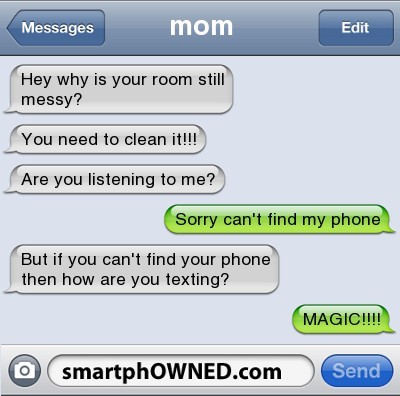 Messages
mom
Edit
Hey why is your room still
messy?
You need to clean it!!!
Are you listening to me?
Sorry can't find my phone
But if you can't find your phone
then how are you texting?
MAGIC!!!!
smartphOWNED.com
Send